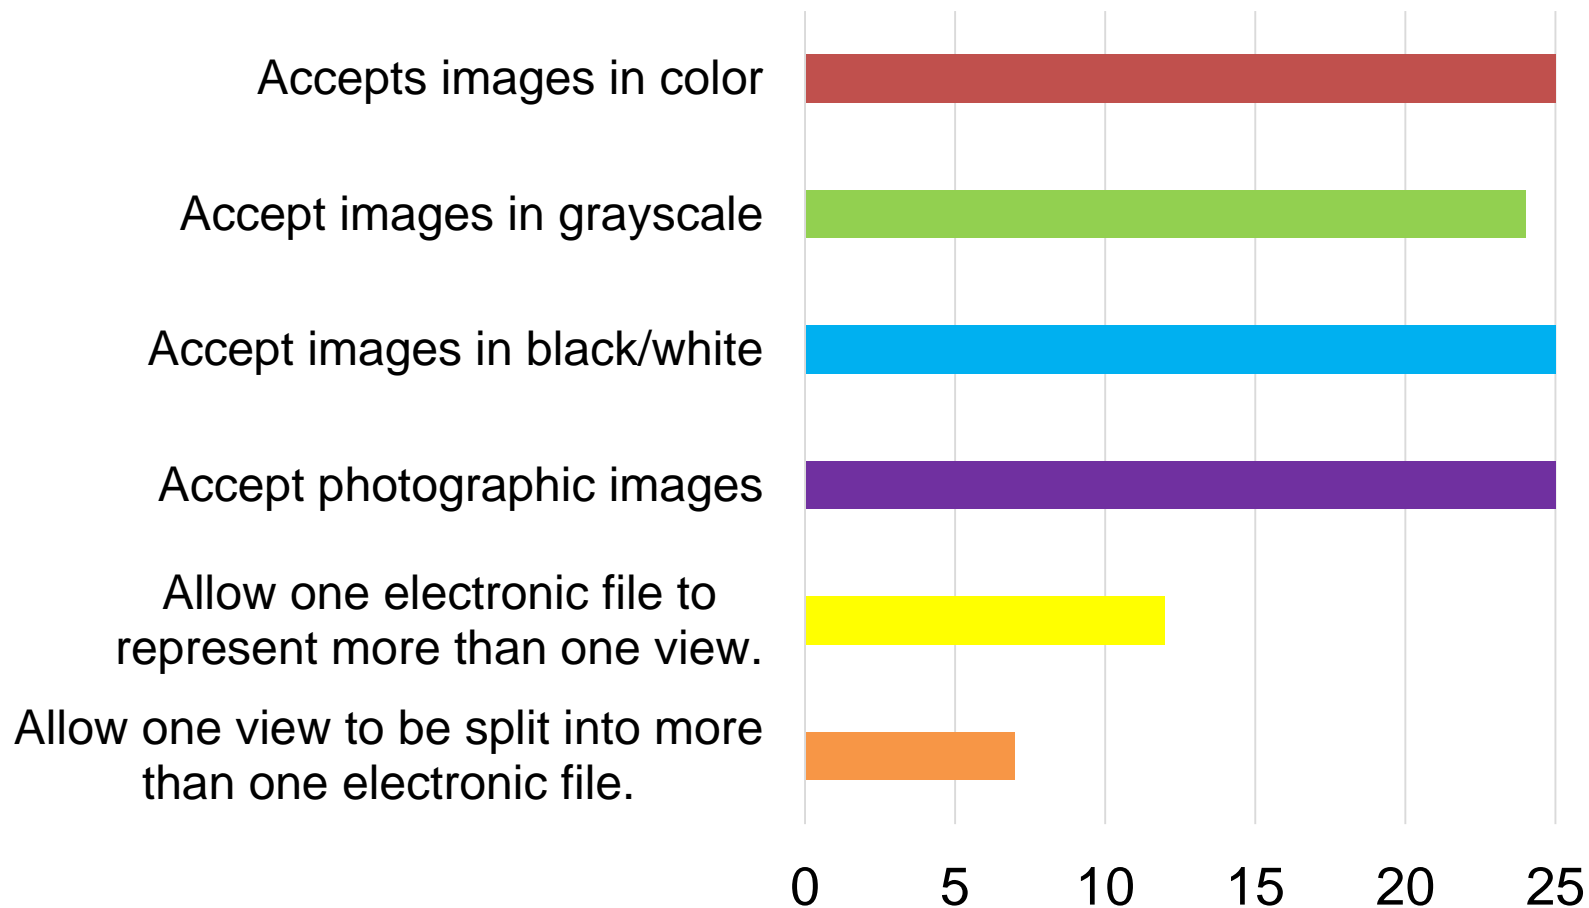 Accepts images in color
Accept images in grayscale
Accept images in black/white
Accept photographic images
Allow one electronic file to
represent more than one view.
Allow one view to be split into more
than one electronic file.
0 5 10 15 20 25